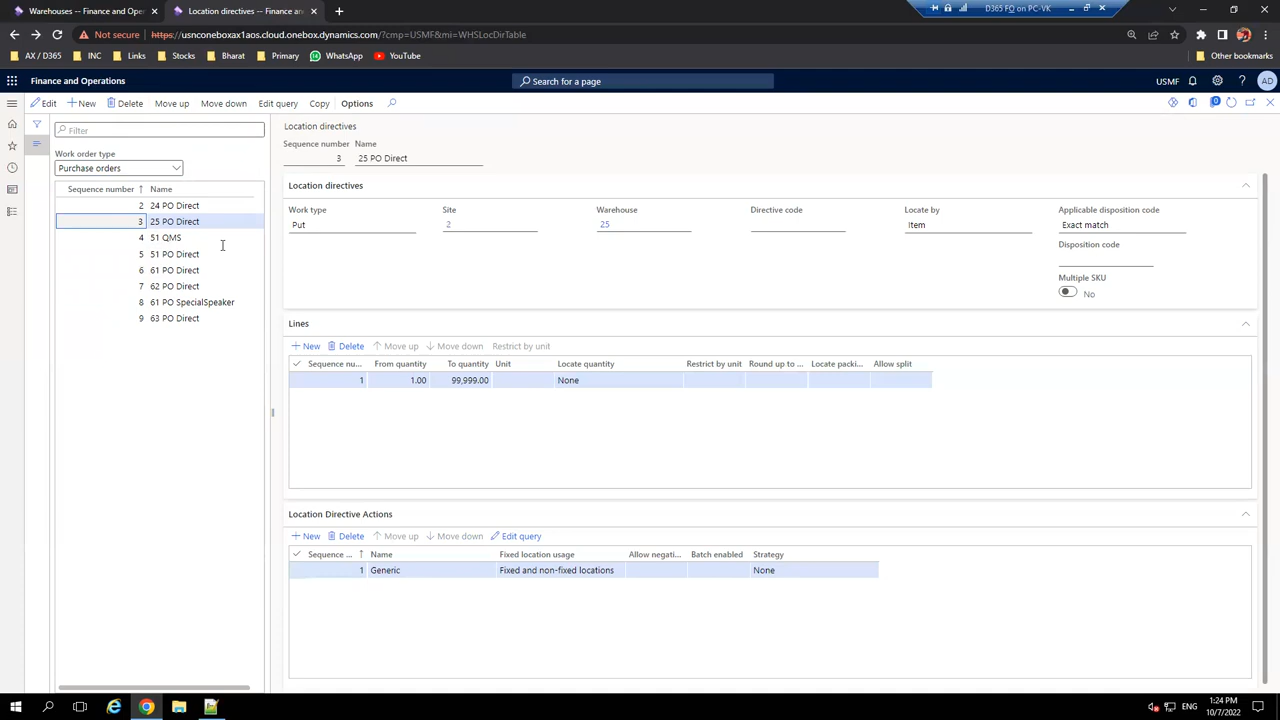 Warehouses -- Finance and Ope
Location directives -- Finance an
D365 FO on PC-VK
Not secure
https://usnconeboxax1aos.cloud.onebox.dynamics.com/?cmp=USMF&mi=WHSLocDirTable
AX / D365
INC
Links
Stocks
Bharat
Primary
WhatsApp
YouTube
Other bookmarks
Finance and Operations
Search for a page
USMF
?
AD
Edit
New
Delete
Move up
Move down
Edit query
Copy
Options
0
Filter
Work order type
Purchase orders
Sequence number
Name
2 24 PO Direct
3 25 PO Direct
4 51 QMS
5 51 PO Direct
6 61 PO Direct
7 62 PO Direct
8 61 PO SpecialSpeaker
9 63 PO Direct
Location directives
Sequence number Name
3 25 PO Direct
Location directives
Work type Site Warehouse Directive code Locate by Applicable disposition code
Put 2 25 Item Exact match
Disposition code
Multiple SKU
No
Lines
New Delete Move up Move down Restrict by unit
Sequence nu... From quantity To quantity Unit Locate quantity Restrict by unit Round up to ... Locate packi... Allow split
1 1.00 99,999.00 None
Location Directive Actions
New Delete Move up Move down Edit query
Sequence ... Name Fixed location usage Allow negati... Batch enabled Strategy
1 Generic Fixed and non-fixed locations None
ENG
1:24 PM
10/7/2022